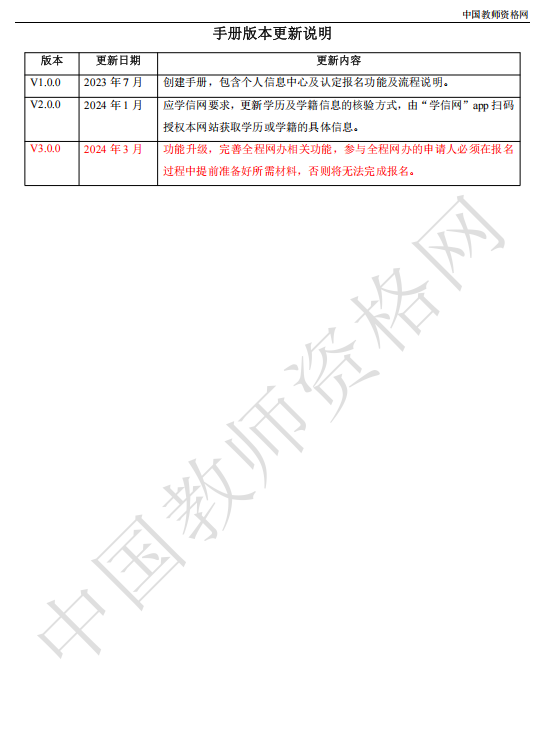 中国教师资格网
手册版本更新说明
版本 更新日期 更新内容
V1.0.0 2023 年 7 月 创建手册，包含个人信息中心及认定报名功能及流程说明。
V2.0.0 2024 年 1 月 应学信网要求，更新学历及学籍信息的核验方式，由“学信网”app 扫码
授权本网站获取学历或学籍的具体信息。
V3.0.0 2024 年 3 月 功能升级，完善全程网办相关功能，参与全程网办的申请人必须在报名
过程中提前准备好所需材料，否则将无法完成报名。
中国教师资格网